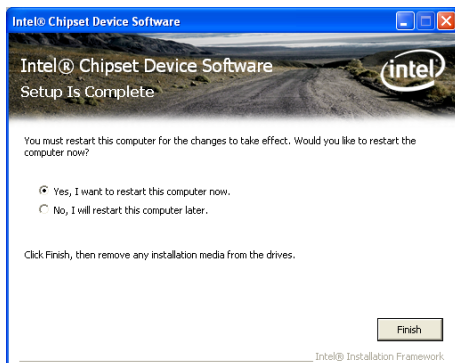 Intel® Chipset Device Software
Intel® Chipset Device Software
Setup Is Complete
intel
You must restart this computer for the changes to take effect. Would you like to restart the
computer now?
Yes, I want to restart this computer now.
No, I will restart this computer later.
Click Finish, then remove any installation media from the drives.
Finish
Intel® Installation Framework